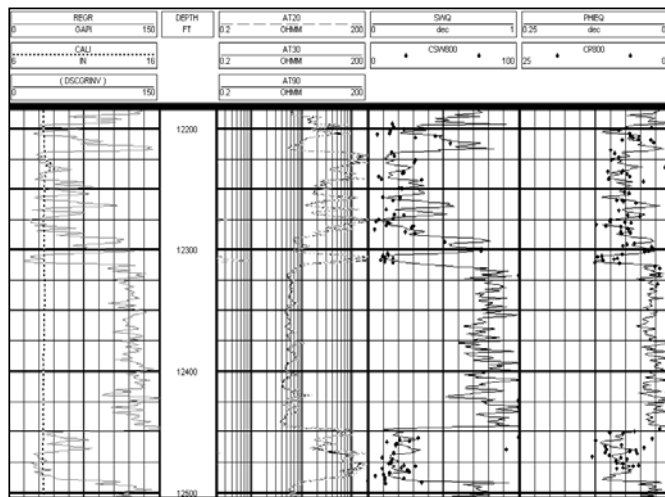 REGR DEPTH AT20 SWQ PHIEQ
0 GAPI 150 FT 0.2 OHMM 200 0 dec 1 0.25 dec 0
CALI AT30 CSW800 CP800
6 IN 16 0.2 OHMM 200 0 100 25 0
( DSCGRINV ) AT90
0 150 0.2 OHMM 200
12200
12300
12400
12500